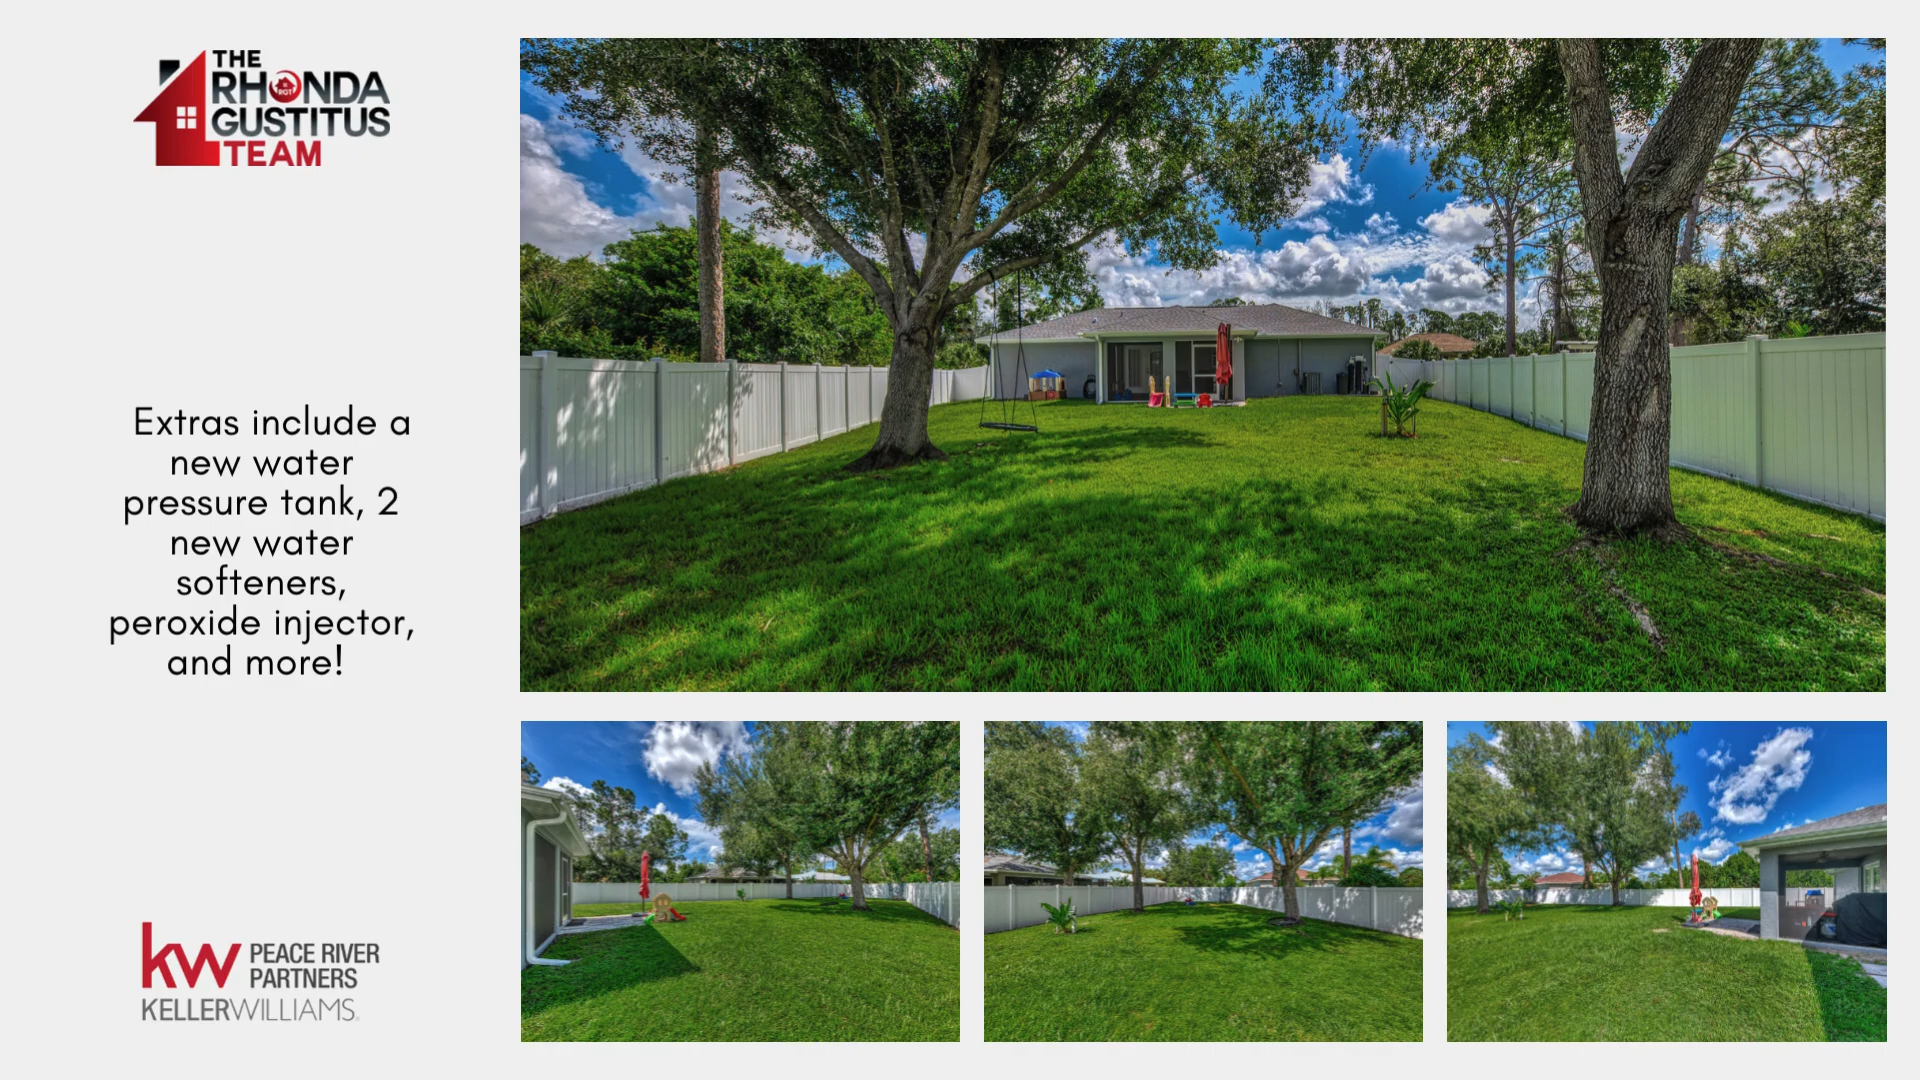 THE
RHONDA
GUSTITUS
TEAM
RGT
Extras include a
new water
pressure tank, 2
new water
softeners,
peroxide injector,
and more!
kw PEACE RIVER
PARTNERS
KELLERWILLIAMS.